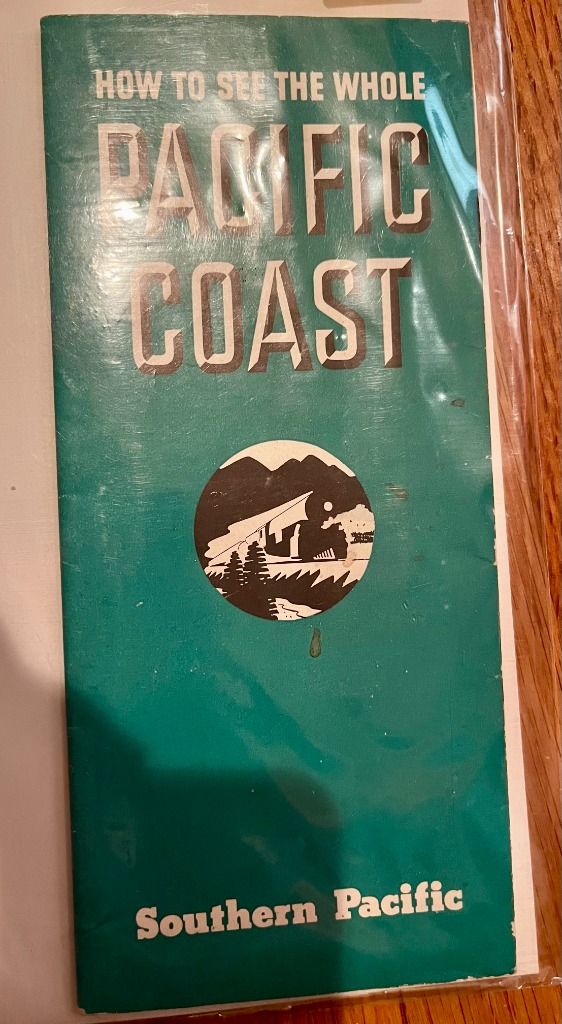 HOW TO SEE THE WHOLE
PACIFIC
COAST
Southern Pacific